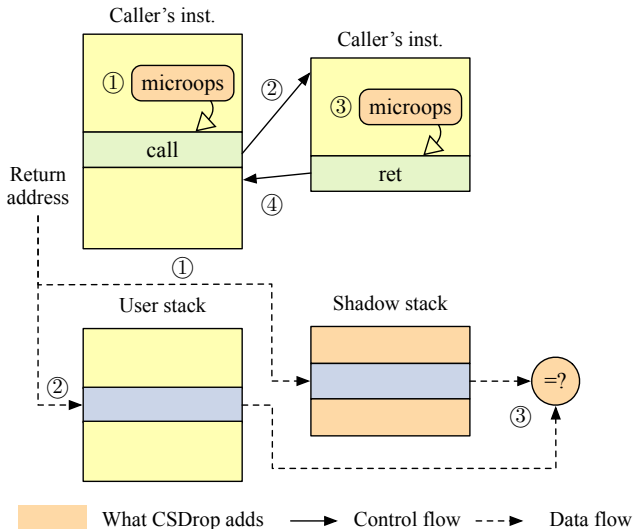 Caller's inst.
Caller's inst.
① microops
②
③ microops
call
ret
Return
address
④
①
User stack
Shadow stack
②
=?
③
What CSDrop adds
Control flow
Data flow